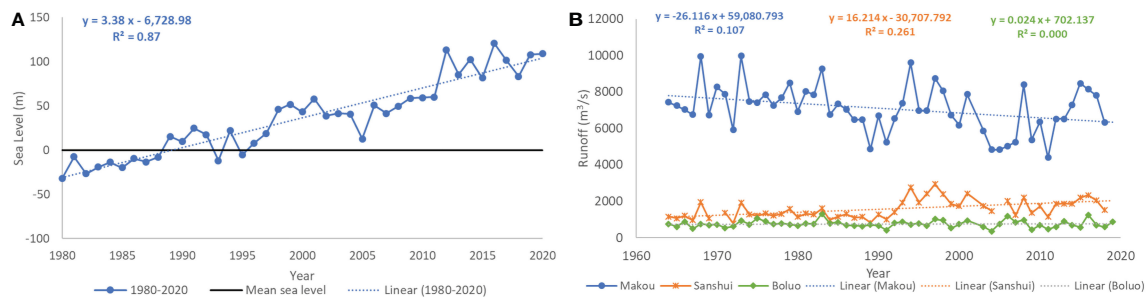 A
y = 3.38 x - 6,728.98
R² = 0.87
150
100
50
0
-50
-100
Sea Level (m)
1980 1985 1990 1995 2000 2005 2010 2015 2020
Year
1980-2020 Mean sea level Linear (1980-2020)
B
y = -26.116 x + 59,080.793 y = 16.214 x - 30,707.792 y = 0.024 x + 702.137
R² = 0.107 R² = 0.261 R² = 0.000
12000
10000
8000
6000
4000
2000
0
Runoff (m³/s)
1960 1970 1980 1990 2000 2010 2020
Year
Makou Sanshui Boluo Linear (Makou) Linear (Sanshui) Linear (Boluo)